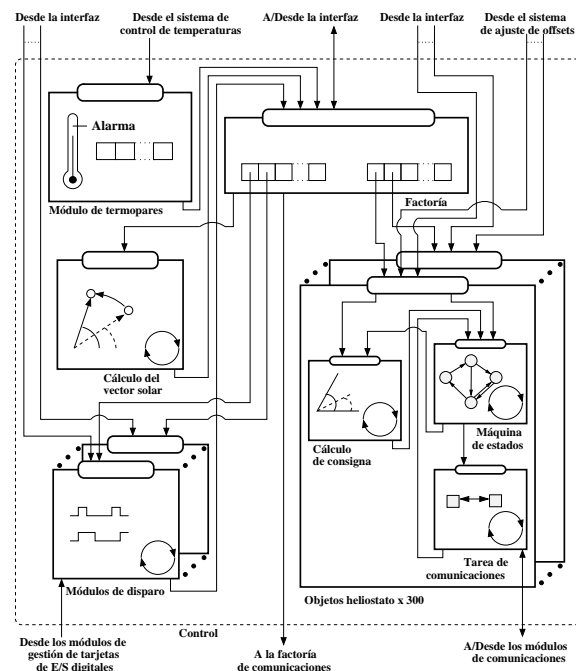 Desde la interfaz
Desde el sistema de
control de temperaturas
A/Desde la interfaz
Desde la interfaz
Desde el sistema
de ajuste de offsets
Alarma
Módulo de termopares
Factoría
Cálculo del
vector solar
Cálculo
de consigna
Máquina
de estados
Tarea de
comunicaciones
Módulos de disparo
Objetos heliostato x 300
Control
Desde los módulos de
gestión de tarjetas
de E/S digitales
A la factoría
de comunicaciones
A/Desde los módulos
de comunicaciones